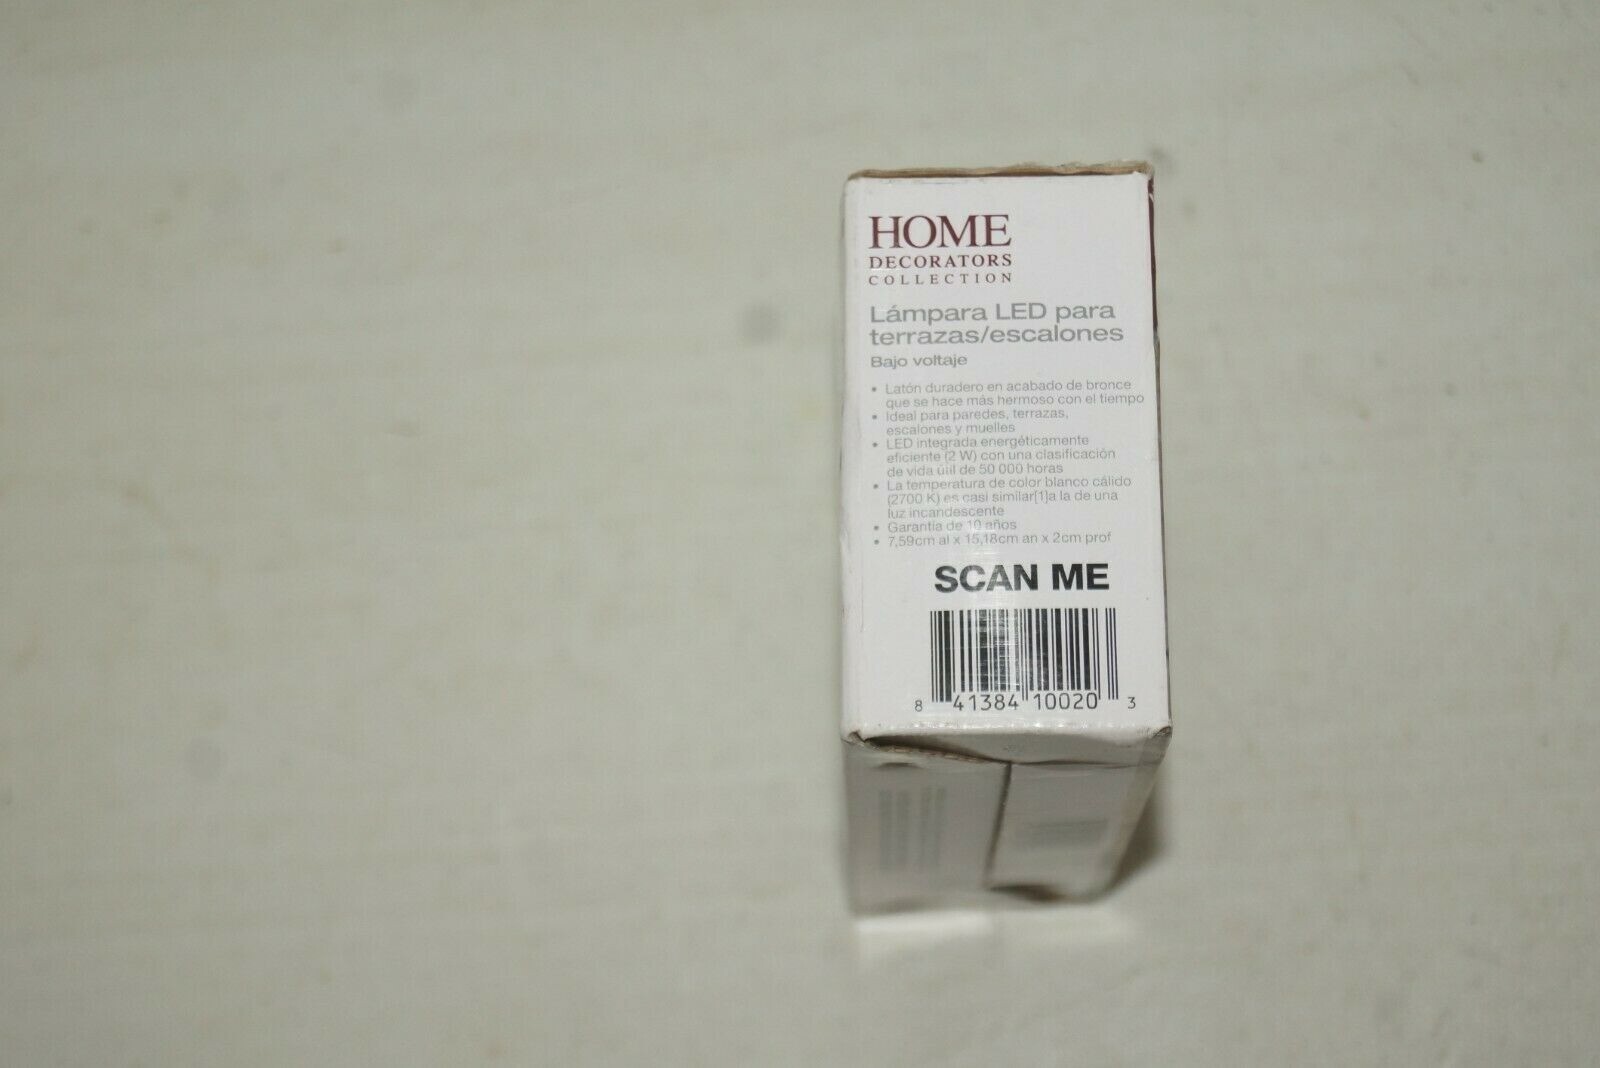 HOME
DECORATORS
COLLECTION
Lámpara LED para
terrazas/escalones
Bajo voltaje
• Latón duradero en acabado de bronce
que se hace más hermoso con el tiempo
• Ideal para paredes, terrazas,
escalones y muelles
• LED integrada energéticamente
eficiente (2 W) con una clasificación
de vida útil de 50 000 horas
• La temperatura de color blanco cálido
(2700 K) es casi similar[1]a la de una
luz incandescente
• Garantía de 10 años
• 7,59cm al x 15,18cm an x 2cm prof
SCAN ME
8 41384 10020 3